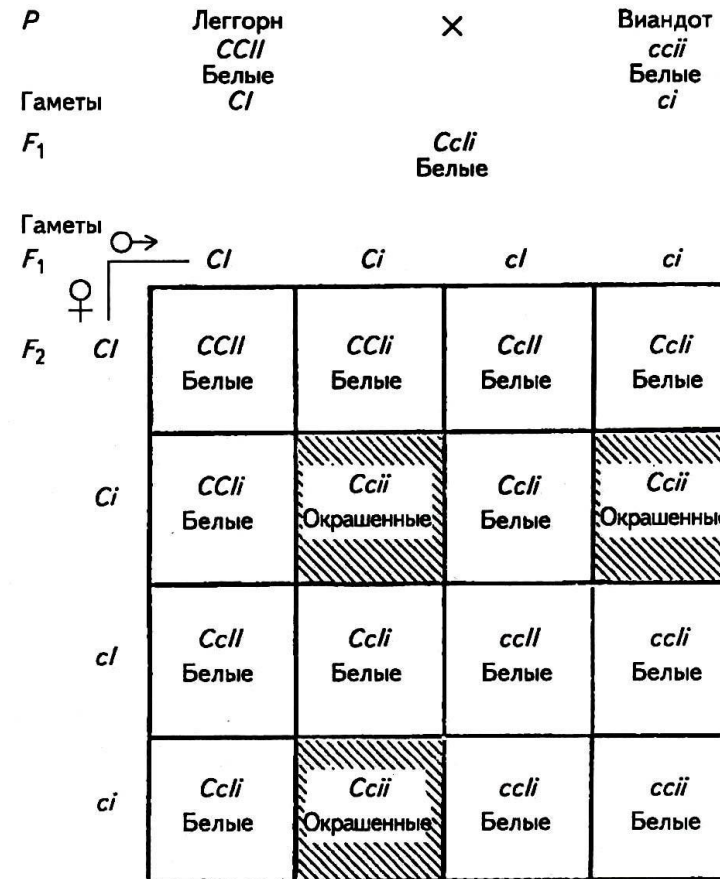 P Леггорн × Виандот
CCII ccii
Белые Белые
Гаметы CI ci
F₁ CcIi
Белые
Гаметы
F₁ ♂ CI Ci cI ci
♀
F₂ CI CCII CCIi CcII CcIi
Белые Белые Белые Белые
Ci CCIi Ccii CcIi Ccii
Белые Окрашенные Белые Окрашенные
cI CcII CcIi ccII ccIi
Белые Белые Белые Белые
ci CcIi Ccii ccIi ccii
Белые Окрашенные Белые Белые